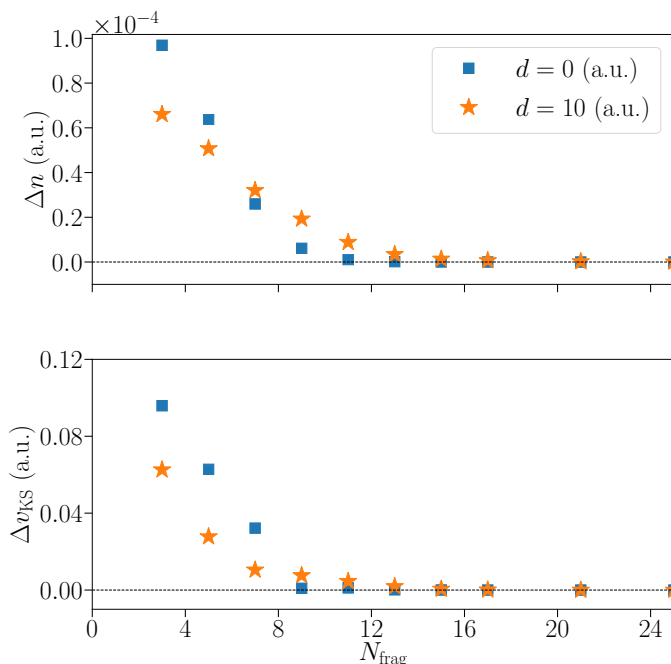 ×10⁻⁴
1.0
0.8
0.6
0.4
0.2
0.0
Δn (a.u.)
d = 0 (a.u.)
d = 10 (a.u.)
0.12
0.08
0.04
0.00
Δv_KS (a.u.)
0 4 8 12 16 20 24
N_frag